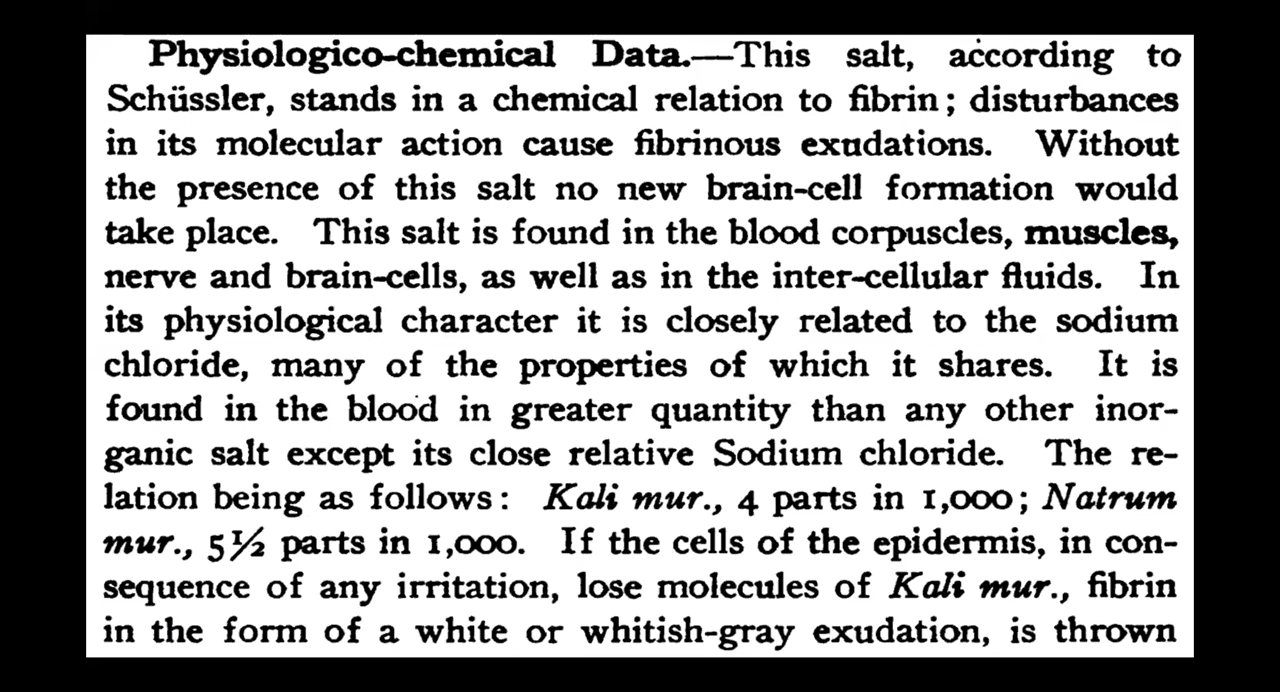 Physiologico-chemical Data.—This salt, according to
Schüssler, stands in a chemical relation to fibrin; disturbances
in its molecular action cause fibrinous exudations. Without
the presence of this salt no new brain-cell formation would
take place. This salt is found in the blood corpuscles, muscles,
nerve and brain-cells, as well as in the inter-cellular fluids. In
its physiological character it is closely related to the sodium
chloride, many of the properties of which it shares. It is
found in the blood in greater quantity than any other inor-
ganic salt except its close relative Sodium chloride. The re-
lation being as follows: Kali mur., 4 parts in 1,000; Natrum
mur., 5½ parts in 1,000. If the cells of the epidermis, in con-
sequence of any irritation, lose molecules of Kali mur., fibrin
in the form of a white or whitish-gray exudation, is thrown